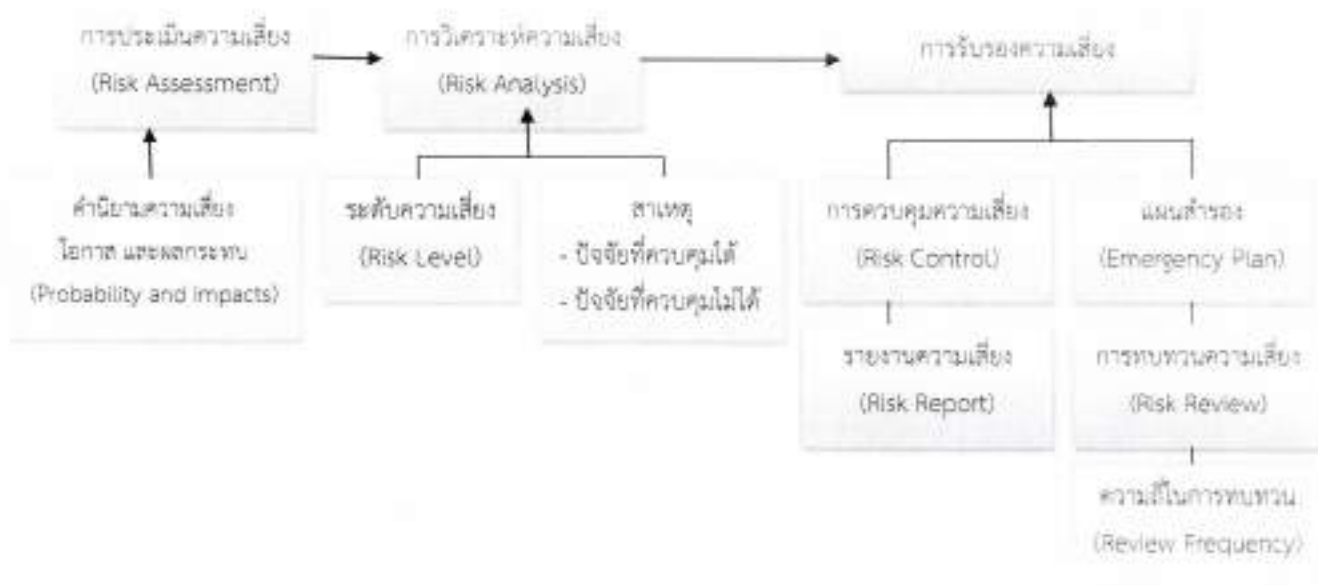 การประเมินความเสี่ยง
(Risk Assessment)
การวิเคราะห์ความเสี่ยง
(Risk Analysis)
การรับรองความเสี่ยง
คำนิยามความเสี่ยง
โอกาส และผลกระทบ
(Probability and Impacts)
ระดับความเสี่ยง
(Risk Level)
สาเหตุ
- ปัจจัยที่ควบคุมได้
- ปัจจัยที่ควบคุมไม่ได้
การควบคุมความเสี่ยง
(Risk Control)
แผนสำรอง
(Emergency Plan)
รายงานความเสี่ยง
(Risk Report)
การทบทวนความเสี่ยง
(Risk Review)
ความถี่ในการทบทวน
(Review Frequency)